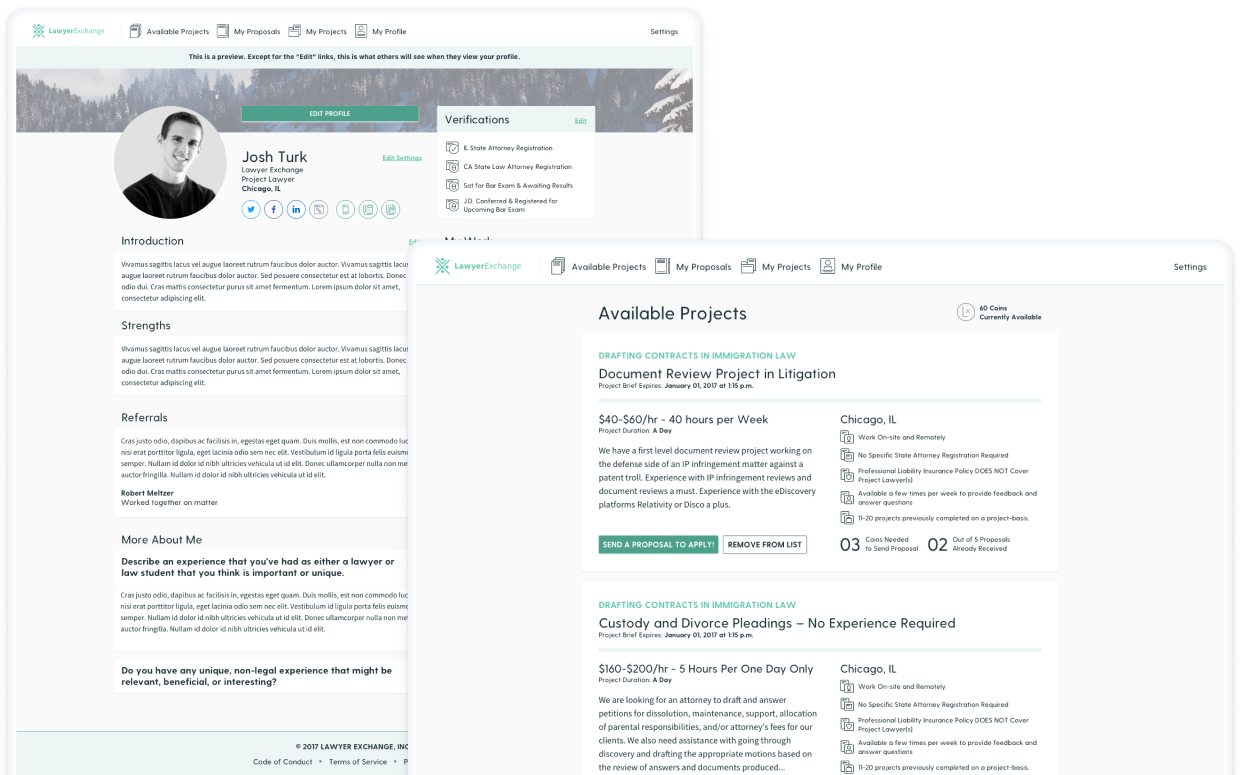 LawyerExchange
Available Projects
My Proposals
My Projects
My Profile
Settings
This is a preview. Except for the "Edit" links, this is what others will see when they view your profile.
EDIT PROFILE
Josh Turk
Edit Settings
Lawyer Exchange
Project Lawyer
Chicago, IL
Verifications
Edit
IL State Attorney Registration
CA State Law Attorney Registration
Sat for Bar Exam & Awaiting Results
J.D. Conferred & Registered for
Upcoming Bar Exam
My Work
Introduction
Vivamus sagittis lacus vel augue laoreet rutrum faucibus dolor auctor. Vivamus sagittis lacus
augue laoreet rutrum faucibus dolor auctor. Sed posuere consectetur est at lobortis. Donec
odio dui. Cras mattis consectetur purus sit amet fermentum. Lorem ipsum dolor sit amet,
consectetur adipiscing elit.
Strengths
Vivamus sagittis lacus vel augue laoreet rutrum faucibus dolor auctor. Vivamus sagittis lacus
augue laoreet rutrum faucibus dolor auctor. Sed posuere consectetur est at lobortis. Donec
odio dui. Cras mattis consectetur purus sit amet fermentum. Lorem ipsum dolor sit amet,
consectetur adipiscing elit.
Referrals
Cras justo odio, dapibus ac facilisis in, egestas eget quam. Duis mollis, est non commodo luc
nisi erat porttitor ligula, eget lacinia odio sem nec elit. Vestibulum id ligula porta felis euismo
semper. Nullam id dolor id nibh ultricies vehicula ut id elit. Donec ullamcorper nulla non me
auctor fringilla. Nullam id dolor id nibh ultricies vehicula ut id elit.
Robert Meltzer
Worked together on matter
More About Me
Describe an experience that you've had as either a lawyer or
law student that you think is important or unique.
Cras justo odio, dapibus ac facilisis in, egestas eget quam. Duis mollis, est non commodo luc
nisi erat porttitor ligula, eget lacinia odio sem nec elit. Vestibulum id ligula porta felis euismo
semper. Nullam id dolor id nibh ultricies vehicula ut id elit. Donec ullamcorper nulla non met
auctor fringilla. Nullam id dolor id nibh ultricies vehicula ut id elit.
Do you have any unique, non-legal experience that might be
relevant, beneficial, or interesting?
© 2017 LAWYER EXCHANGE, INC
Code of Conduct • Terms of Service • P
LawyerExchange
Available Projects
My Proposals
My Projects
My Profile
Settings
Available Projects
60 Coins
Currently Available
DRAFTING CONTRACTS IN IMMIGRATION LAW
Document Review Project in Litigation
Project Brief Expires: January 01, 2017 at 1:15 p.m.
$40-$60/hr - 40 hours per Week
Project Duration: A Day
We have a first level document review project working on
the defense side of an IP infringement matter against a
patent troll. Experience with IP infringement reviews and
document reviews a must. Experience with the eDiscovery
platforms Relativity or Disco a plus.
SEND A PROPOSAL TO APPLY!
REMOVE FROM LIST
Chicago, IL
Work On-site and Remotely
No Specific State Attorney Registration Required
Professional Liability Insurance Policy DOES NOT Cover
Project Lawyer(s)
Available a few times per week to provide feedback and
answer questions
11-20 projects previously completed on a project-basis.
03 Coins Needed
to Send Proposal
02 Out of 5 Proposals
Already Received
DRAFTING CONTRACTS IN IMMIGRATION LAW
Custody and Divorce Pleadings – No Experience Required
Project Brief Expires: January 01, 2017 at 1:15 p.m.
$160-$200/hr - 5 Hours Per One Day Only
Project Duration: A Day
We are looking for an attorney to draft and answer
petitions for dissolution, maintenance, support, allocation
of parental responsibilities, and/or attorney's fees for our
clients. We also need assistance with going through
discovery and drafting the appropriate motions based on
the review of answers and documents produced...
Chicago, IL
Work On-site and Remotely
No Specific State Attorney Registration Required
Professional Liability Insurance Policy DOES NOT Cover
Project Lawyer(s)
Available a few times per week to provide feedback and
answer questions
11-20 projects previously completed on a project-basis.